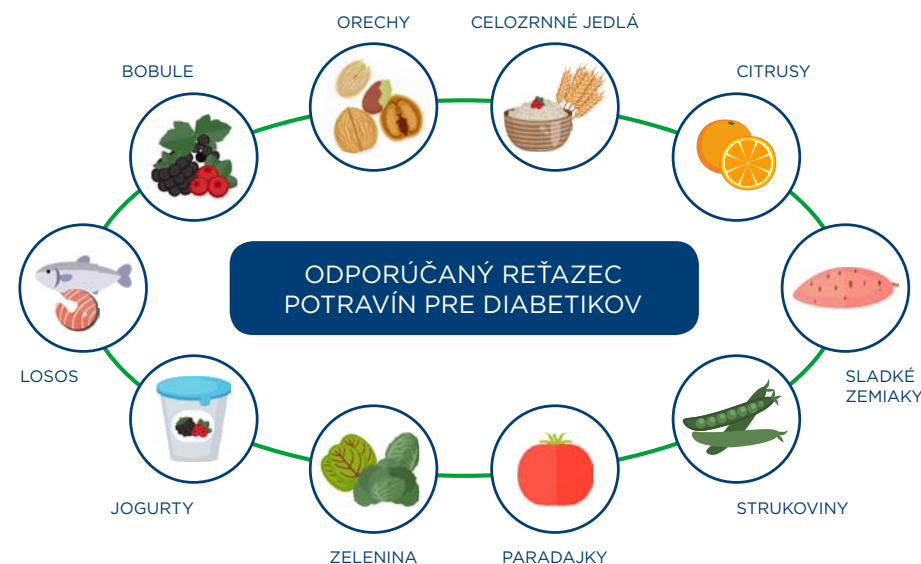 ORECHY
CELOZRNNÉ JEDLÁ
BOBULE
CITRUSY
ODPORÚČANÝ REŤAZEC
POTRAVÍN PRE DIABETIKOV
LOSOS
SLADKÉ
ZEMIAKY
JOGURTY
STRUKOVINY
ZELENINA
PARADAJKY